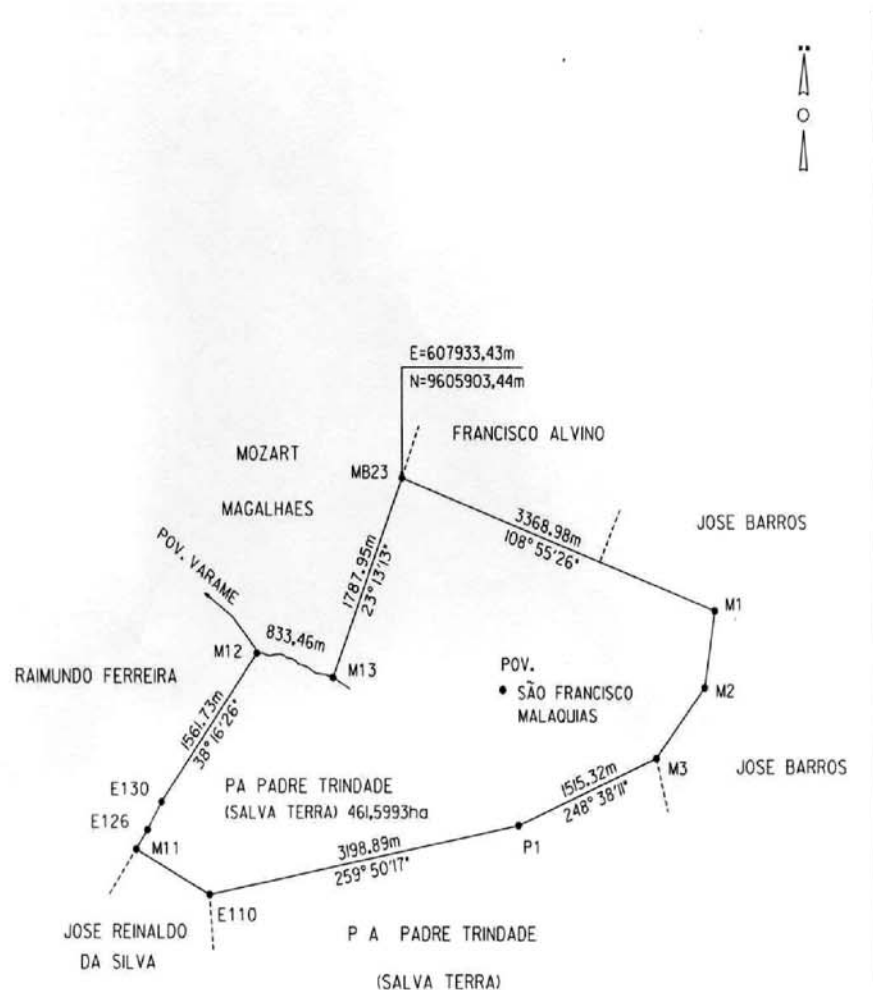 E=607933,43m
N=9605903,44m
FRANCISCO ALVINO
MOZART
MAGALHAES
MB23
3368.98m
108° 55'26"
JOSE BARROS
1787.95m
23°13'13"
POV. VARAME
833,46m
M1
M12
M13
RAIMUNDO FERREIRA
POV.
SÃO FRANCISCO
MALAQUIAS
M2
1561.73m
38°16'26"
M3
JOSE BARROS
E130
PA PADRE TRINDADE
(SALVA TERRA) 461,5993ha
1515.32m
248° 38'11"
E126
M11
3198.89m
259° 50'17"
P1
E110
JOSE REINALDO
DA SILVA
P A PADRE TRINDADE
(SALVA TERRA)